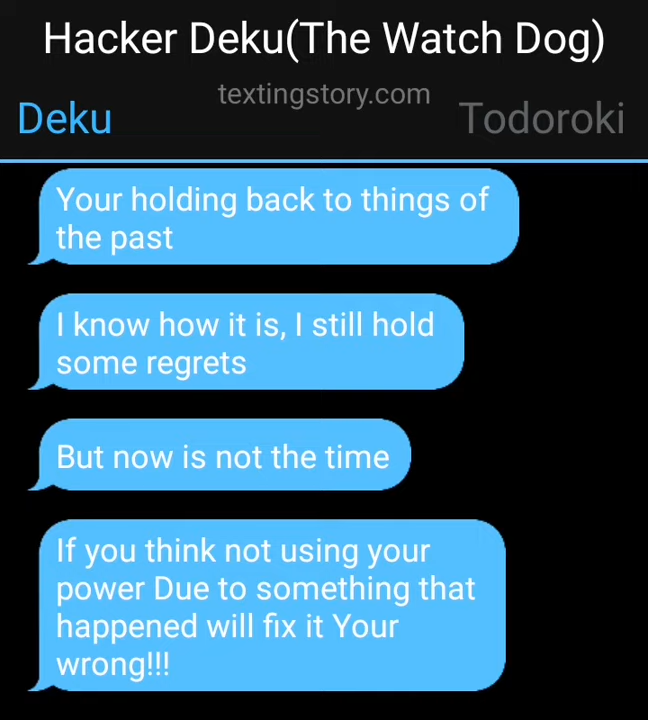 Hacker Deku(The Watch Dog)
textingstory.com
Deku
Todoroki
Your holding back to things of
the past
I know how it is, I still hold
some regrets
But now is not the time
If you think not using your
power Due to something that
happened will fix it Your
wrong!!!